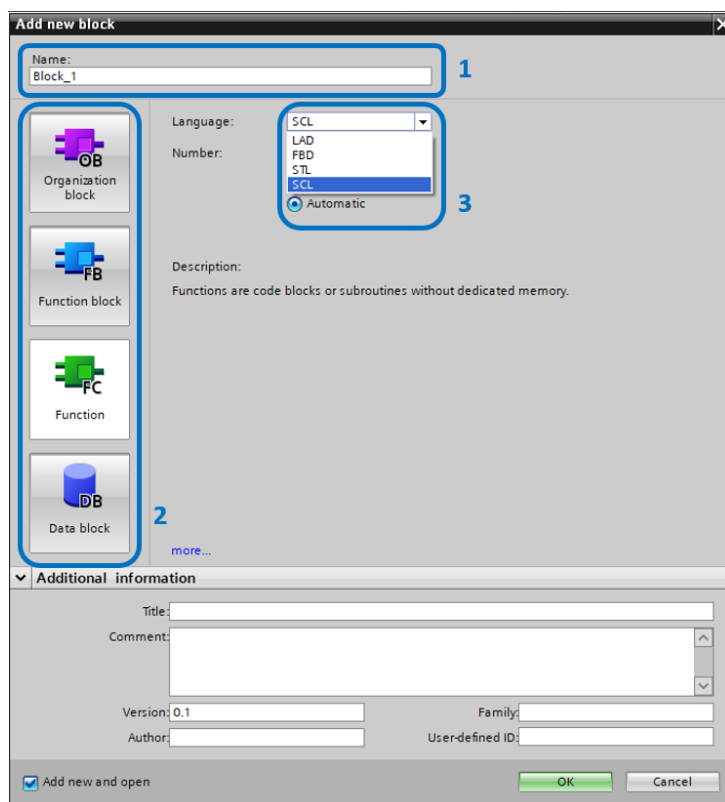 Add new block
Name:
Block_1
1
Language:
SCL
LAD
FBD
STL
SCL
Number:
Automatic
3
OB
Organization
block
FB
Function block
FC
Function
DB
Data block
2
Description:
Functions are code blocks or subroutines without dedicated memory.
more...
Additional information
Title:
Comment:
Version: 0.1
Family:
Author:
User-defined ID:
Add new and open
OK
Cancel